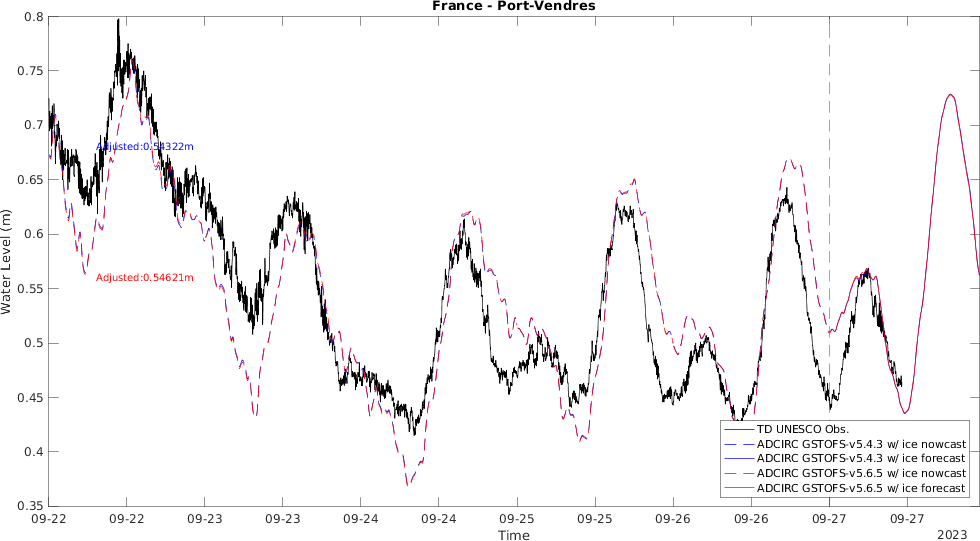 France - Port-Vendres
0.8
0.75
0.7
0.65
0.6
0.55
0.5
0.45
0.4
0.35
Water Level (m)
Adjusted:0.54322m
Adjusted:0.54621m
TD UNESCO Obs.
ADCIRC GSTOFS-v5.4.3 w/ ice nowcast
ADCIRC GSTOFS-v5.4.3 w/ ice forecast
ADCIRC GSTOFS-v5.6.5 w/ ice nowcast
ADCIRC GSTOFS-v5.6.5 w/ ice forecast
09-22 09-22 09-23 09-23 09-24 09-24 09-25 09-25 09-26 09-26 09-27 09-27
Time
2023